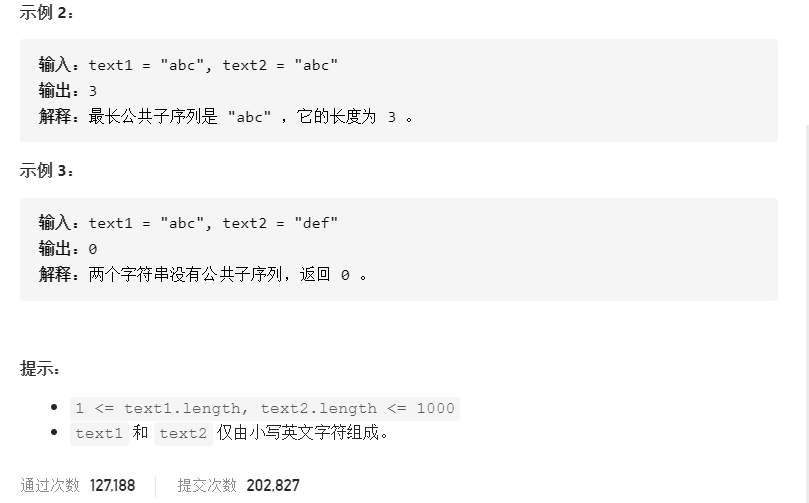 示例 2：
输入：text1 = "abc", text2 = "abc"
输出：3
解释：最长公共子序列是 "abc" ，它的长度为 3 。
示例 3：
输入：text1 = "abc", text2 = "def"
输出：0
解释：两个字符串没有公共子序列，返回 0 。
提示：
1 <= text1.length, text2.length <= 1000
text1 和 text2 仅由小写英文字符组成。
通过次数 127,188 提交次数 202,827